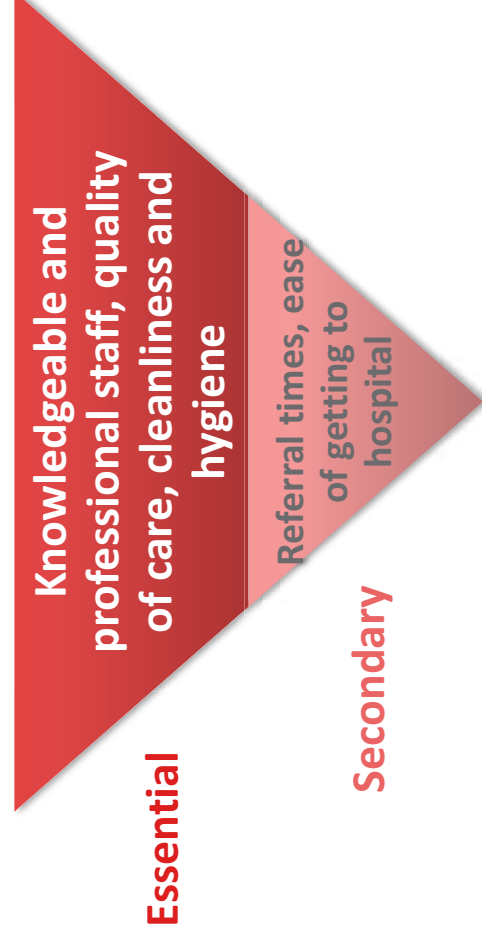 Essential
Knowledgeable and
professional staff, quality
of care, cleanliness and
hygiene
Secondary
Referral times, ease
of getting to
hospital